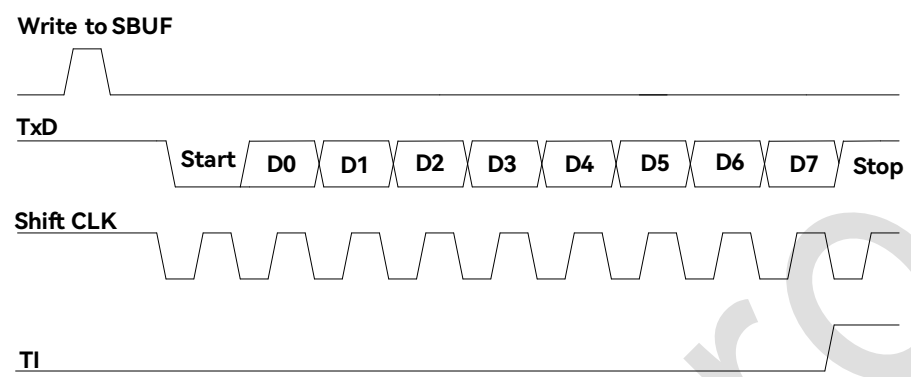 Write to SBUF
TxD
Start D0 D1 D2 D3 D4 D5 D6 D7 Stop
Shift CLK
TI